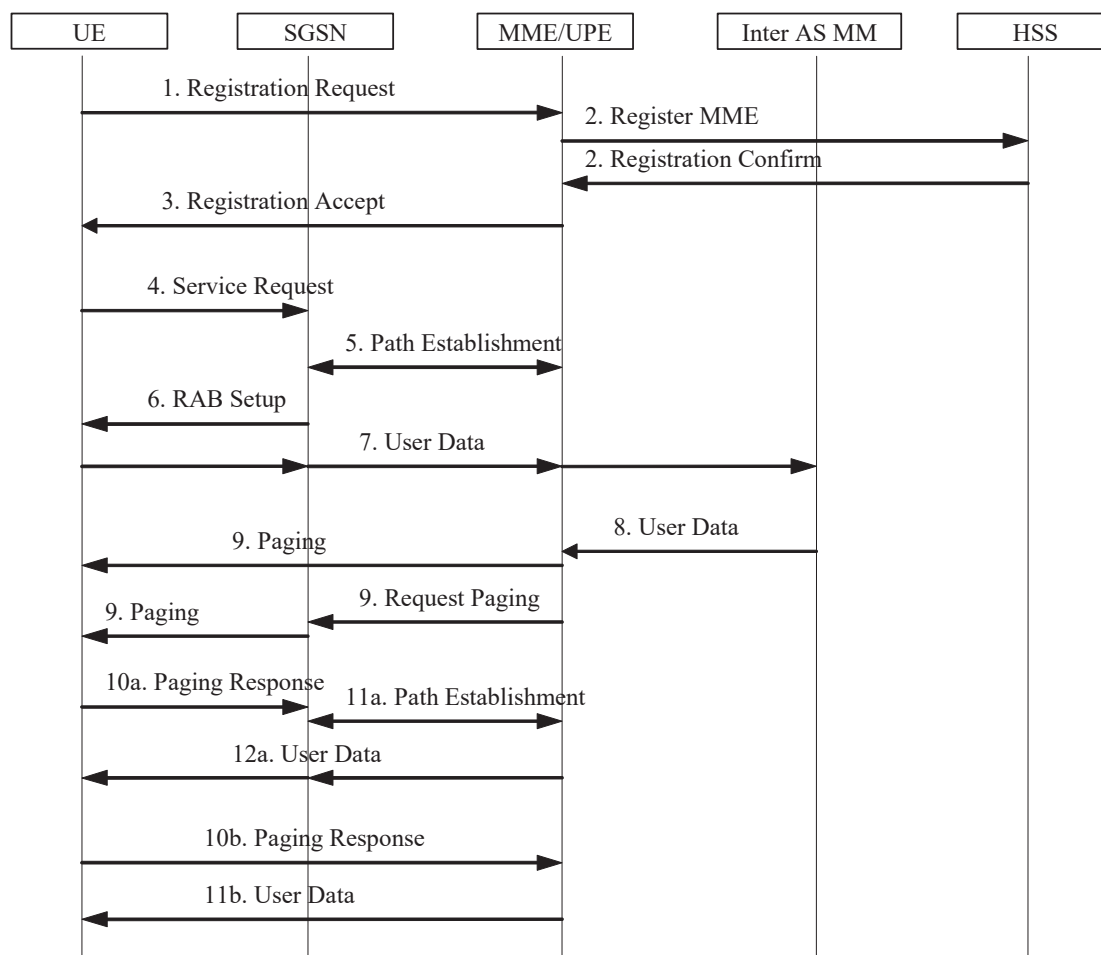 UE
SGSN
MME/UPE
Inter AS MM
HSS
1. Registration Request
2. Register MME
2. Registration Confirm
3. Registration Accept
4. Service Request
5. Path Establishment
6. RAB Setup
7. User Data
8. User Data
9. Paging
9. Request Paging
9. Paging
10a. Paging Response
11a. Path Establishment
12a. User Data
10b. Paging Response
11b. User Data